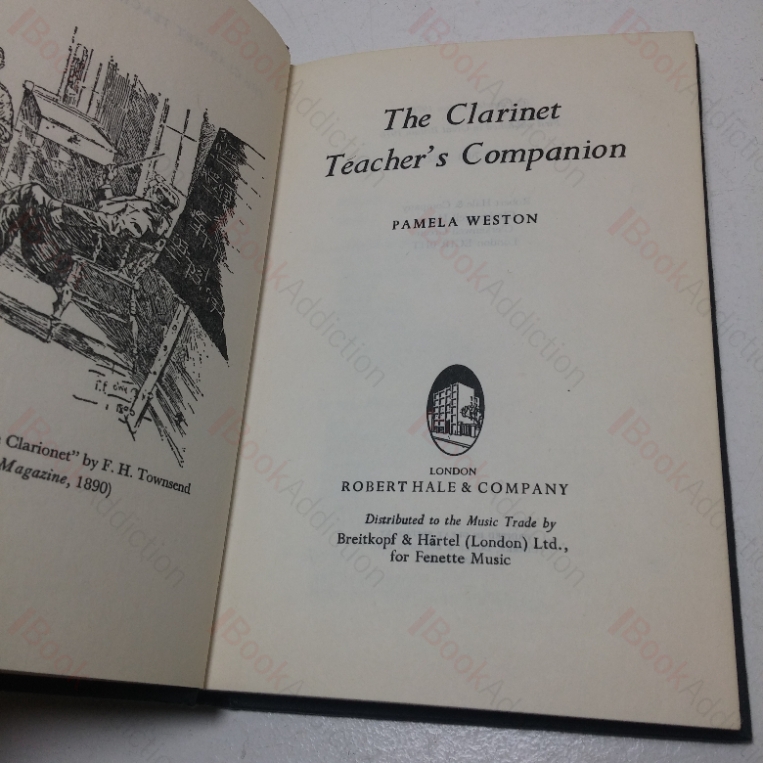 Clarionet" by F. H. Townsend
Magazine, 1890)
The Clarinet
Teacher's Companion
PAMELA WESTON
LONDON
ROBERT HALE & COMPANY
Distributed to the Music Trade by
Breitkopf & Härtel (London) Ltd.,
for Fenette Music
BookAddiction